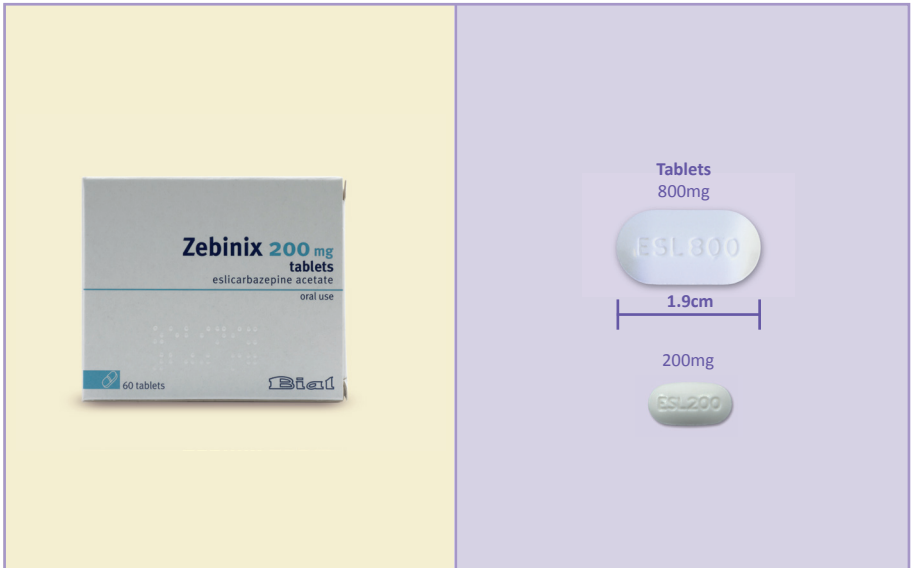 Zebinix 200 mg
tablets
eslicarbazepine acetate
oral use
60 tablets
Bial
Tablets
800mg
ESL800
1.9cm
200mg
ESL200